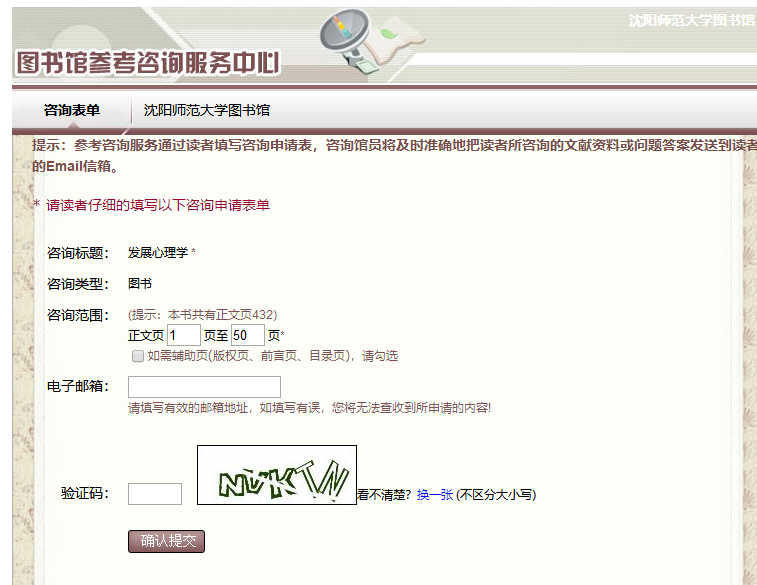 沈阳师范大学图书馆
图书馆参考咨询服务中心
咨询表单 沈阳师范大学图书馆
提示：参考咨询服务通过读者填写咨询申请表，咨询馆员将及时准确地把读者所咨询的文献资料或问题答案发送到读者
的Email信箱。
* 请读者仔细的填写以下咨询申请表单
咨询标题： 发展心理学 *
咨询类型： 图书
咨询范围： (提示：本书共有正文页432)
正文页 1 页至 50 页*
如需辅助页(版权页、前言页、目录页)，请勾选
电子邮箱：
请填写有效的邮箱地址，如填写有误，您将无法查收到所申请的内容!
验证码： NVKTW 看不清楚？换一张 (不区分大小写)
确认提交